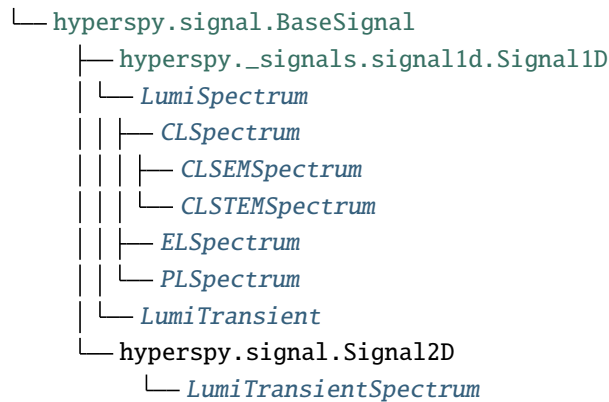 hyperspy.signal.BaseSignal
hyperspy._signals.signal1d.Signal1D
LumiSpectrum
CLSpectrum
CLSEMSpectrum
CLSTEMSpectrum
ELSpectrum
PLSpectrum
LumiTransient
hyperspy.signal.Signal2D
LumiTransientSpectrum